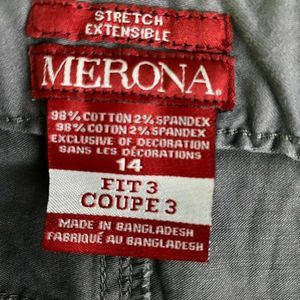 STRETCH
EXTENSIBLE
MERONA®
98% COTTON 2% SPANDEX
98% COTON 2% SPANDEX
EXCLUSIVE OF DECORATION
SANS LES DÉCORATIONS
14
FIT 3
COUPE 3
MADE IN BANGLADESH
FABRIQUÉ AU BANGLADESH